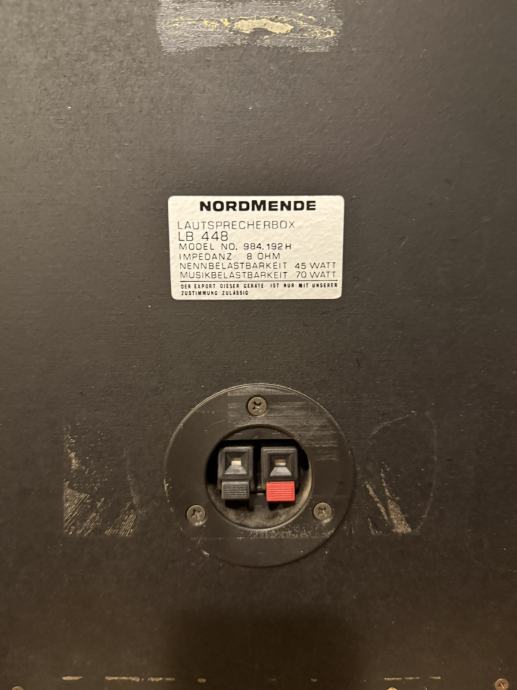 NORDMENDE
LAUTSPRECHERBOX
LB 448
MODEL NO. 984.192H
IMPEDANZ 8 OHM
NENNBELASTBARKEIT 45 WATT
MUSIKBELASTBARKEIT 70 WATT
DER EXPORT DIESER GERÄTE IST NUR MIT UNSERER
ZUSTIMMUNG ZULÄSSIG